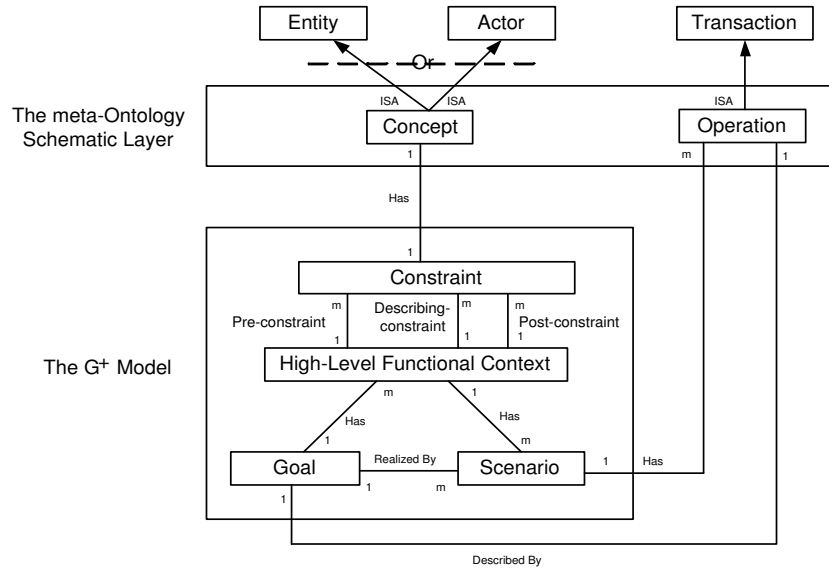 Entity
Actor
Transaction
Or
ISA
ISA
ISA
The meta-Ontology
Schematic Layer
Concept
Operation
1
m
1
Has
1
Constraint
m
m
m
Pre-constraint
Describing-
constraint
Post-constraint
1
1
1
The G+ Model
High-Level Functional Context
m
1
Has
Has
1
m
Goal
Realized By
Scenario
1
Has
1
1
m
Described By